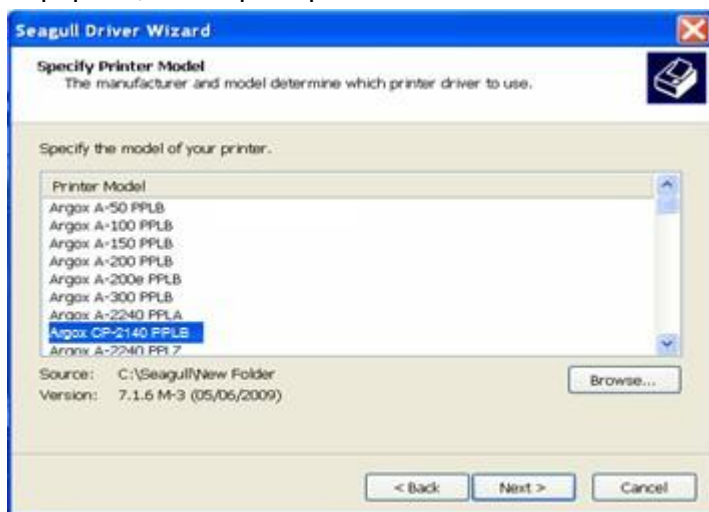 Seagull Driver Wizard
Specify Printer Model
The manufacturer and model determine which printer driver to use.
Specify the model of your printer.
Printer Model
Argox A-50 PPLB
Argox A-100 PPLB
Argox A-150 PPLB
Argox A-200 PPLB
Argox A-200e PPLB
Argox A-300 PPLB
Argox A-2240 PPLA
Argox CP-2140 PPLB
Argox A-2240 PPLZ
Source: C:\Seagull\New Folder
Browse...
Version: 7.1.6 M-3 (05/06/2009)
< Back Next > Cancel